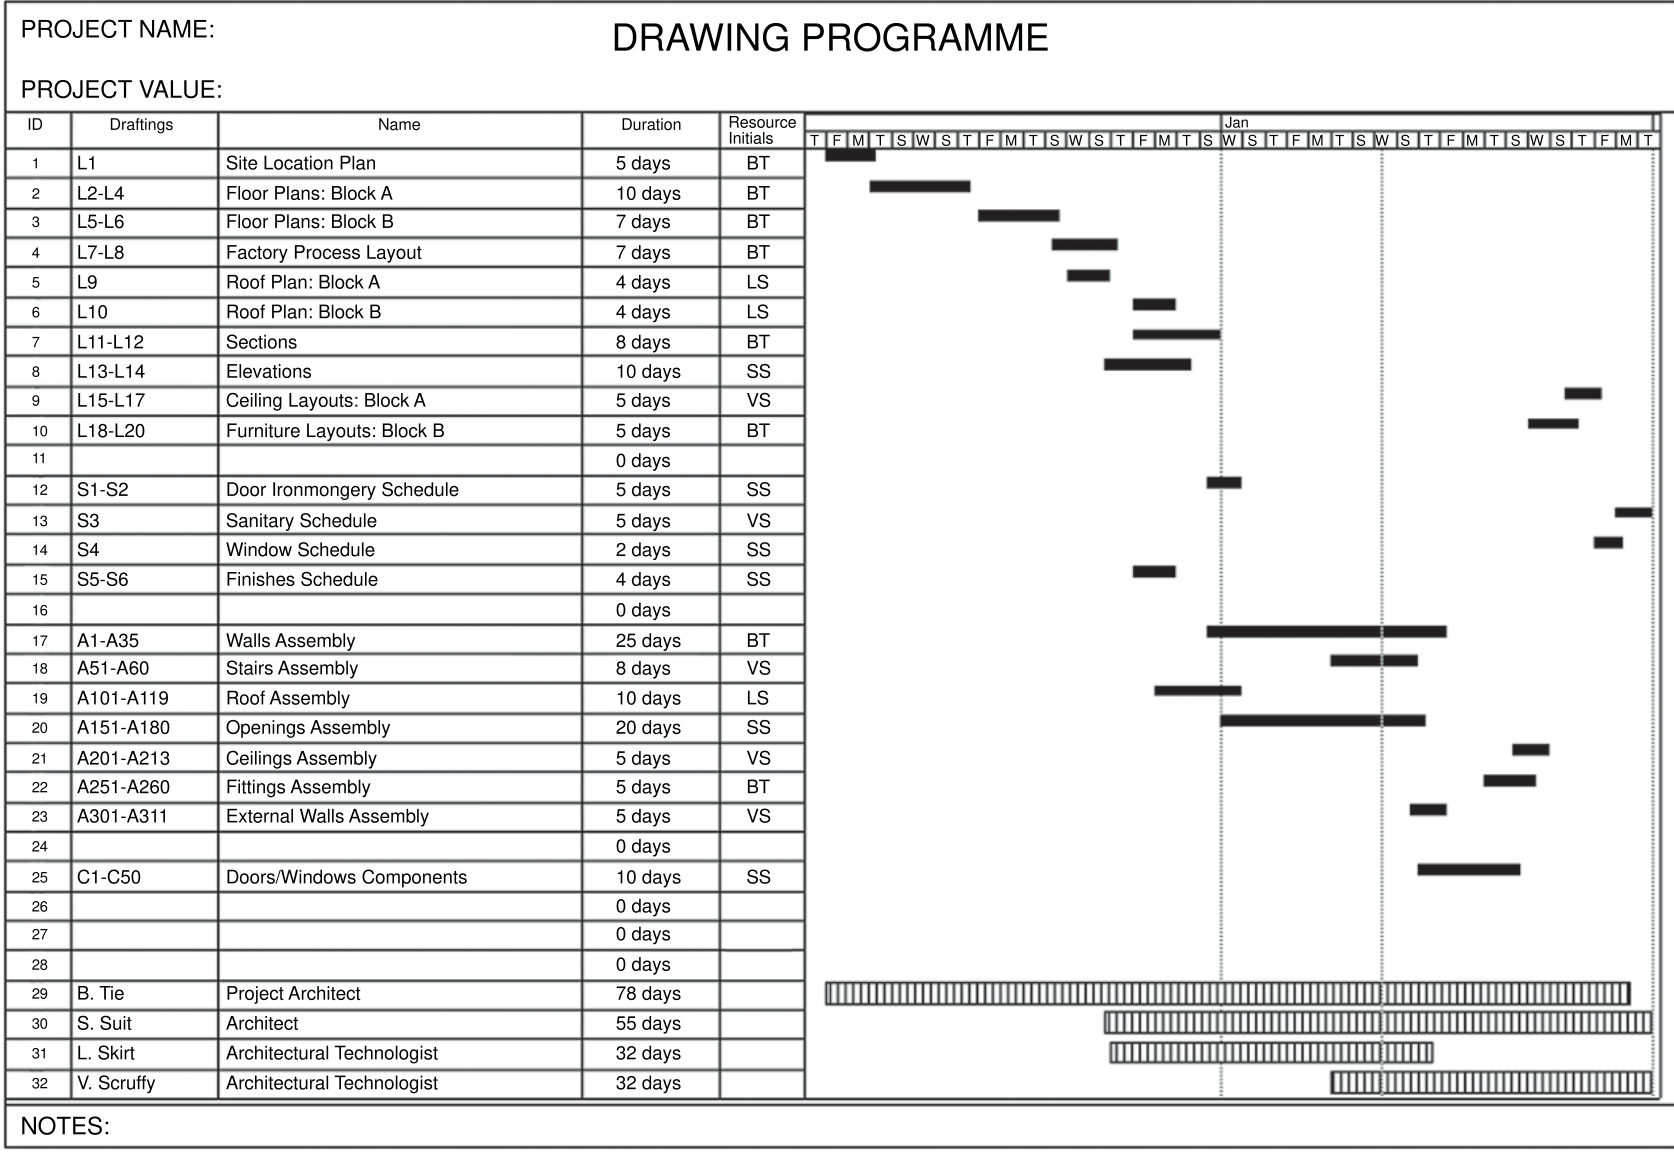 PROJECT NAME:
DRAWING PROGRAMME
PROJECT VALUE:
ID Draftings Name Duration Resource Initials Jan
T F M T S W S T F M T S W S T F M T S W S T F M T S W S T F M T S W S T F M T
1 L1 Site Location Plan 5 days BT
2 L2-L4 Floor Plans: Block A 10 days BT
3 L5-L6 Floor Plans: Block B 7 days BT
4 L7-L8 Factory Process Layout 7 days BT
5 L9 Roof Plan: Block A 4 days LS
6 L10 Roof Plan: Block B 4 days LS
7 L11-L12 Sections 8 days BT
8 L13-L14 Elevations 10 days SS
9 L15-L17 Ceiling Layouts: Block A 5 days VS
10 L18-L20 Furniture Layouts: Block B 5 days BT
11 0 days
12 S1-S2 Door Ironmongery Schedule 5 days SS
13 S3 Sanitary Schedule 5 days VS
14 S4 Window Schedule 2 days SS
15 S5-S6 Finishes Schedule 4 days SS
16 0 days
17 A1-A35 Walls Assembly 25 days BT
18 A51-A60 Stairs Assembly 8 days VS
19 A101-A119 Roof Assembly 10 days LS
20 A151-A180 Openings Assembly 20 days SS
21 A201-A213 Ceilings Assembly 5 days VS
22 A251-A260 Fittings Assembly 5 days BT
23 A301-A311 External Walls Assembly 5 days VS
24 0 days
25 C1-C50 Doors/Windows Components 10 days SS
26 0 days
27 0 days
28 0 days
29 B. Tie Project Architect 78 days
30 S. Suit Architect 55 days
31 L. Skirt Architectural Technologist 32 days
32 V. Scruffy Architectural Technologist 32 days
NOTES: